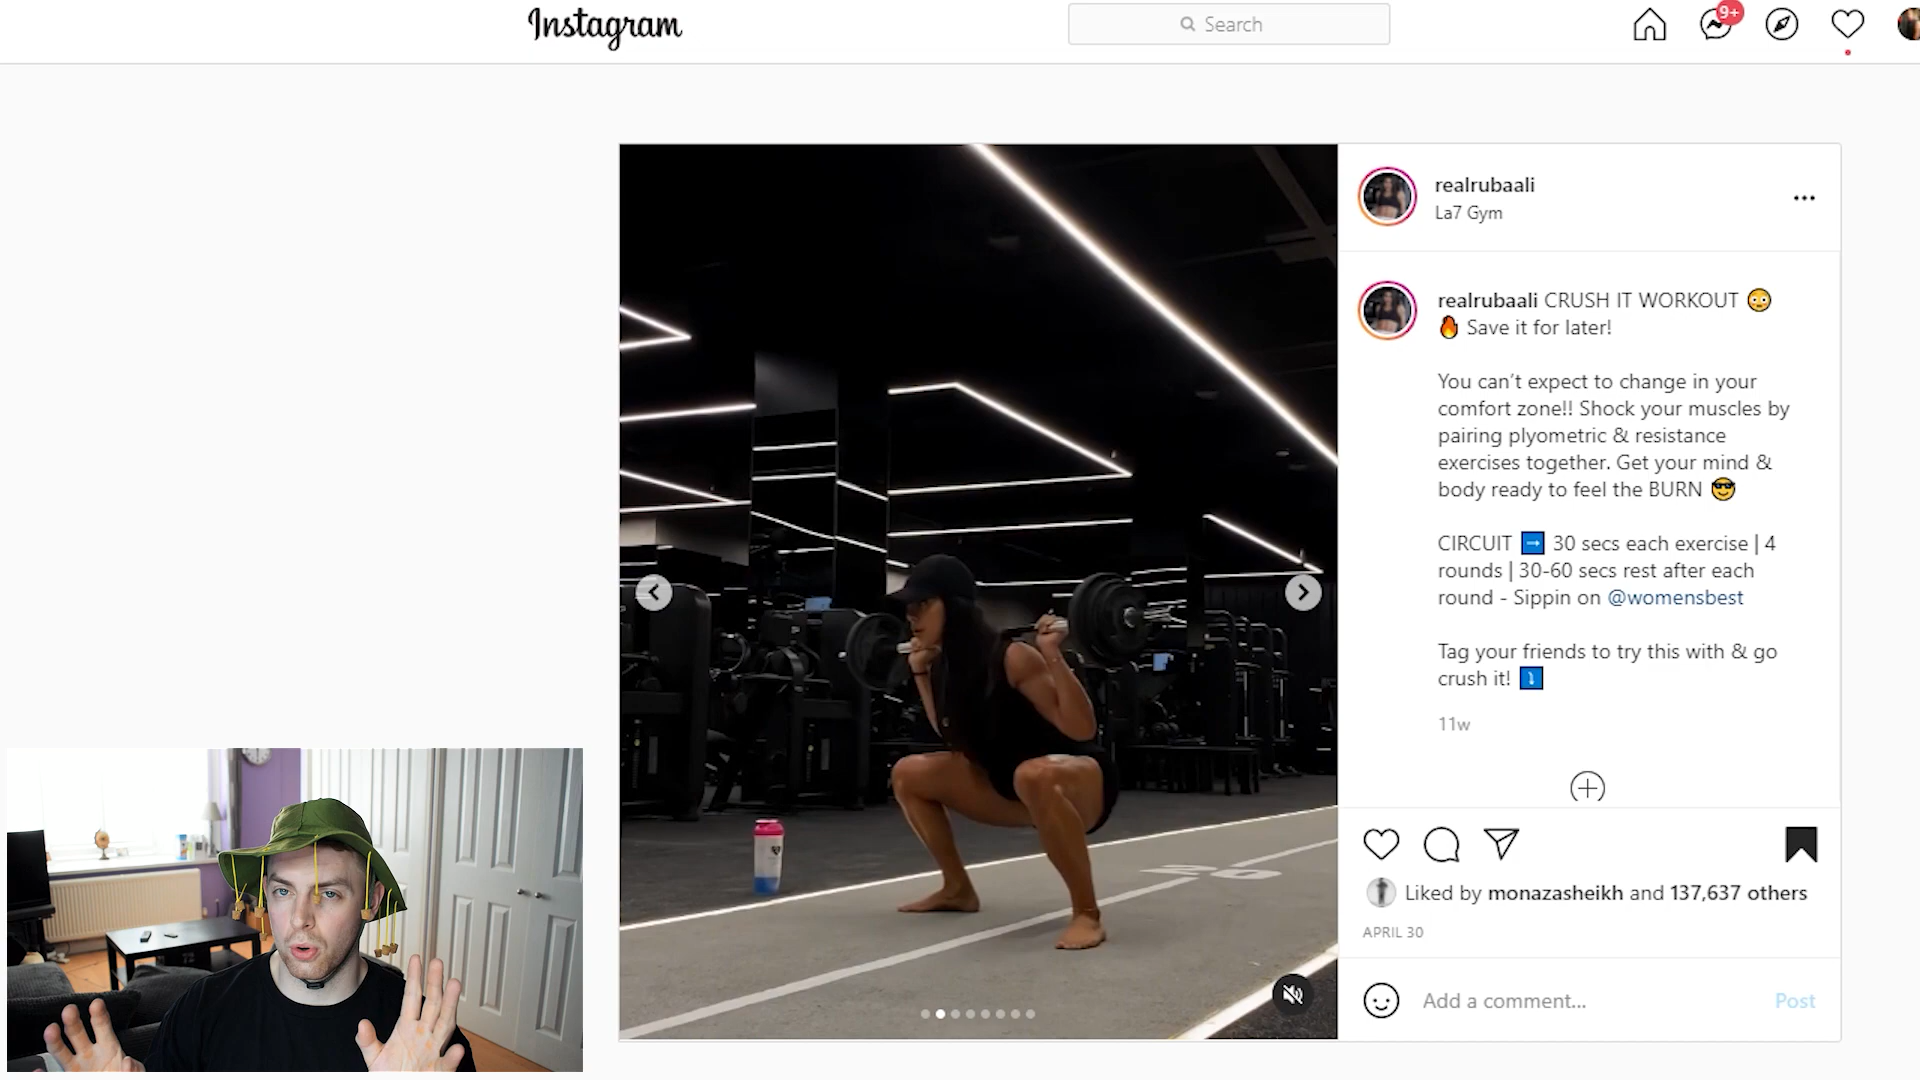 Instagram
Search
9+
realrubaali
La7 Gym
realrubaali CRUSH IT WORKOUT 😳
🔥 Save it for later!
You can't expect to change in your
comfort zone!! Shock your muscles by
pairing plyometric & resistance
exercises together. Get your mind &
body ready to feel the BURN 😎
CIRCUIT ➡️ 30 secs each exercise | 4
rounds | 30-60 secs rest after each
round - Sippin on @womensbest
Tag your friends to try this with & go
crush it! ⤵️
11w
20
Liked by monazasheikh and 137,637 others
APRIL 30
Add a comment...
Post